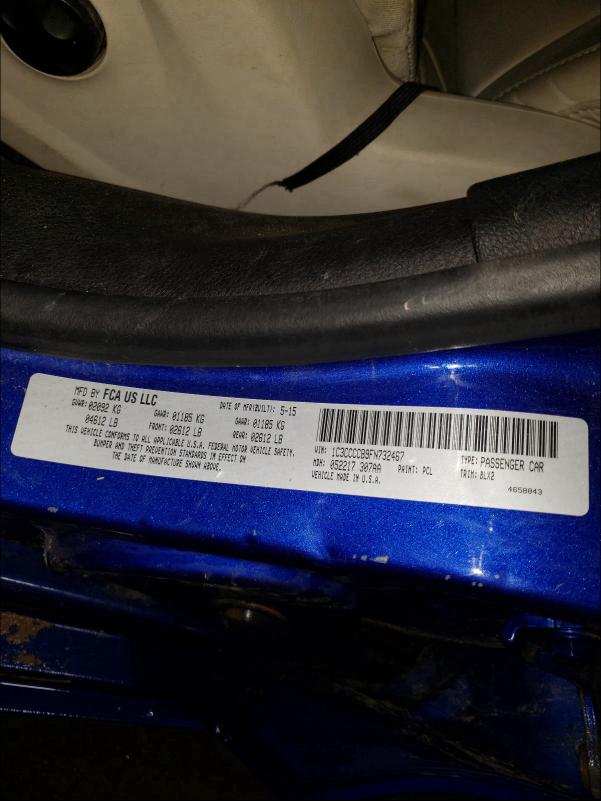 MFD BY FCA US LLC
DATE OF MFR(BUILT): 5-15
GVWR: 02092 KG
GAWR: 01185 KG
GAWR: 01185 KG
04612 LB
FRONT: 02612 LB
REAR: 02612 LB
THIS VEHICLE CONFORMS TO ALL APPLICABLE U.S.A. FEDERAL MOTOR VEHICLE SAFETY,
BUMPER AND THEFT PREVENTION STANDARDS IN EFFECT ON
THE DATE OF MANUFACTURE SHOWN ABOVE.
VIN: 1C3CCCCB9FN732467
TYPE: PASSENGER CAR
MDH: 052217 307AA
PAINT: PCL
TRIM: BLX2
VEHICLE MADE IN U.S.A.
4658843